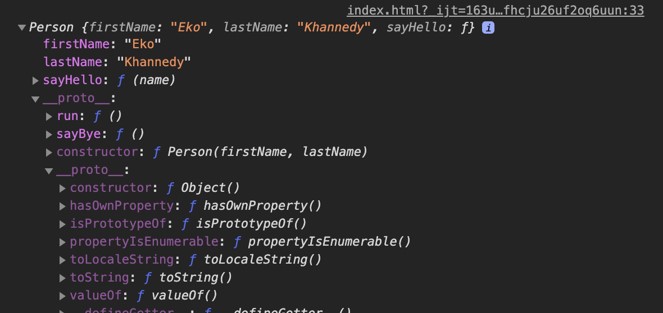 index.html?_ijt=163u…fhcju26uf2oq6uun:33
▼Person {firstName: "Eko", lastName: "Khannedy", sayHello: ƒ} i
firstName: "Eko"
lastName: "Khannedy"
▶sayHello: ƒ (name)
▼__proto__:
▶run: ƒ ()
▶sayBye: ƒ ()
▶constructor: ƒ Person(firstName, lastName)
▼__proto__:
▶constructor: ƒ Object()
▶hasOwnProperty: ƒ hasOwnProperty()
▶isPrototypeOf: ƒ isPrototypeOf()
▶propertyIsEnumerable: ƒ propertyIsEnumerable()
▶toLocaleString: ƒ toLocaleString()
▶toString: ƒ toString()
▶valueOf: ƒ valueOf()
▶__defineGetter__: ƒ __defineGetter__()